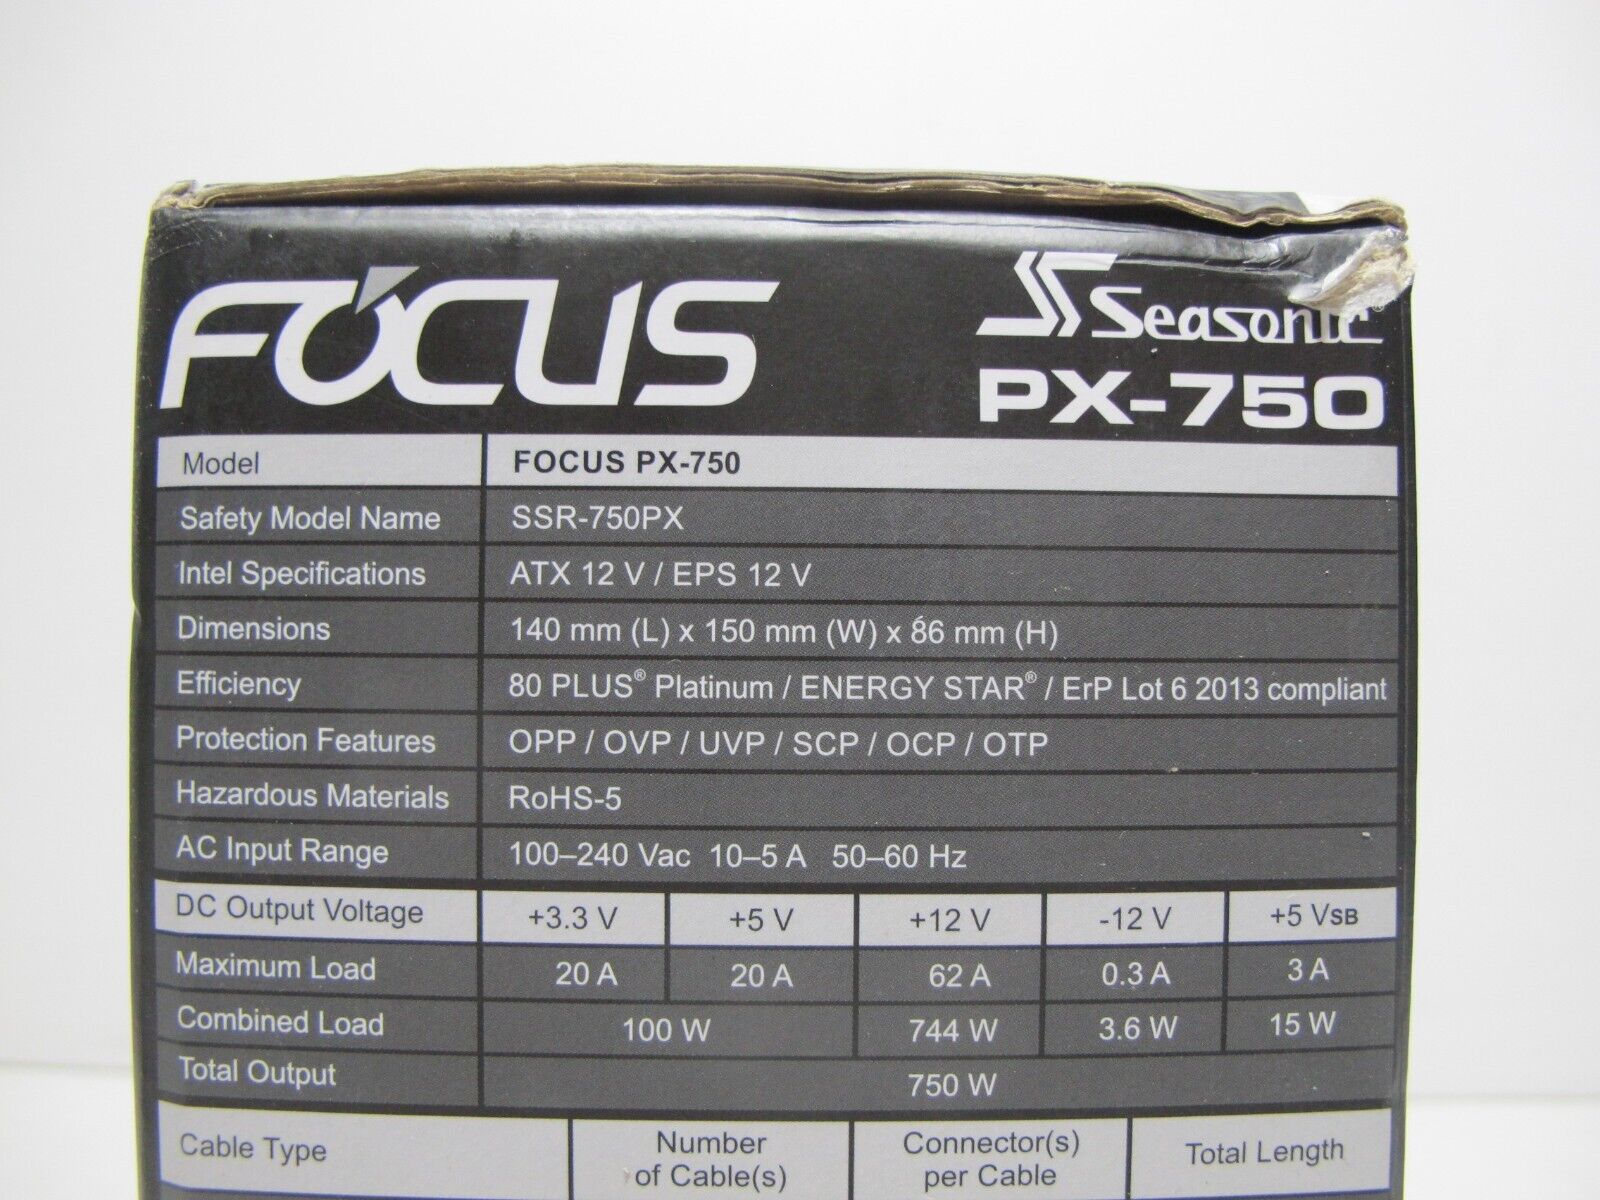 FOCUS
Seasonic®
PX-750
Model FOCUS PX-750
Safety Model Name SSR-750PX
Intel Specifications ATX 12 V / EPS 12 V
Dimensions 140 mm (L) x 150 mm (W) x 86 mm (H)
Efficiency 80 PLUS® Platinum / ENERGY STAR® / ErP Lot 6 2013 compliant
Protection Features OPP / OVP / UVP / SCP / OCP / OTP
Hazardous Materials RoHS-5
AC Input Range 100–240 Vac 10–5 A 50–60 Hz
DC Output Voltage +3.3 V +5 V +12 V -12 V +5 VSB
Maximum Load 20 A 20 A 62 A 0.3 A 3 A
Combined Load 100 W 744 W 3.6 W 15 W
Total Output 750 W
Cable Type Number of Cable(s) Connector(s) per Cable Total Length